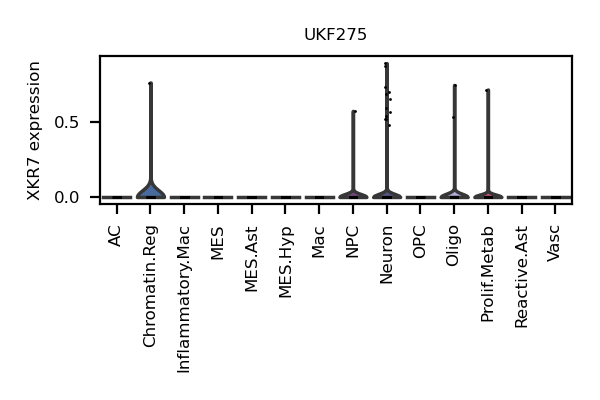 UKF275
XKR7 expression
0.5
0.0
AC
Chromatin.Reg
Inflammatory.Mac
MES
MES.Ast
MES.Hyp
Mac
NPC
Neuron
OPC
Oligo
Prolif.Metab
Reactive.Ast
Vasc